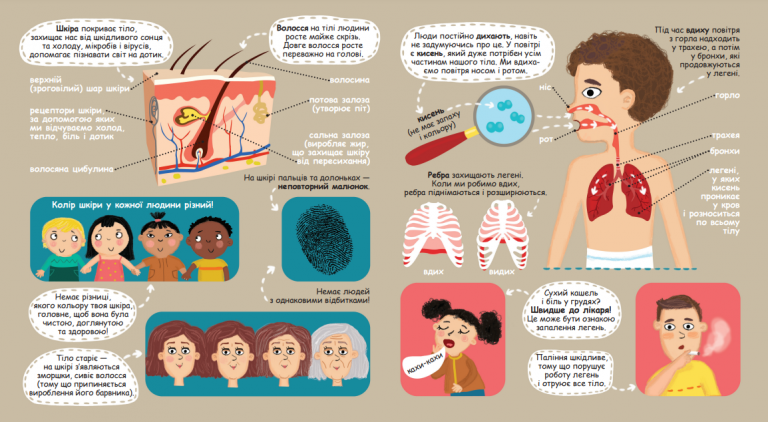 Шкіра покриває тіло,
захищає нас від шкідливого сонця
та холоду, мікробів і вірусів,
допомагає пізнавати світ на дотик.
Волосся на тілі людини
росте майже скрізь.
Довге волосся росте
переважно на голові.
верхній
(зроговілий) шар шкіри
рецептори шкіри,
за допомогою яких
ми відчуваємо холод,
тепло, біль і дотик
волосяна цибулина
волосина
потова залоза
(утворює піт)
сальна залоза
(виробляє жир,
що захищає шкіру
від пересихання)
На шкірі пальців та долоньках —
неповторний малюнок.
Колір шкіри у кожної людини різний!
Немає людей
з однаковими відбитками!
Немає різниці,
якого кольору твоя шкіра,
головне, щоб вона була
чистою, доглянутою
та здоровою!
Тіло старіє —
на шкірі з'являються
зморшки, сивіє волосся
(тому що припиняється
вироблення його барвника).
Люди постійно дихають, навіть
не задумуючись про це. У повітрі
є кисень, який дуже потрібен усім
частинам нашого тіла. Ми вдиха-
ємо повітря носом і ротом.
Під час вдиху повітря
з горла надходить
у трахею, а потім
у бронхи, які
продовжуються
у легені.
кисень
(не має запаху
і кольору)
ніс
рот
горло
трахея
бронхи
легені,
у яких
кисень
проникає
у кров
і розноситься
по всьому
тілу
Ребра захищають легені.
Коли ми робимо вдих,
ребра піднімаються і розширюються.
вдих
видих
кахи-кахи
Сухий кашель
і біль у грудях?
Швидше до лікаря!
Це може бути ознакою
запалення легень.
Паління шкідливе,
тому що порушує
роботу легень
і отруює все тіло.